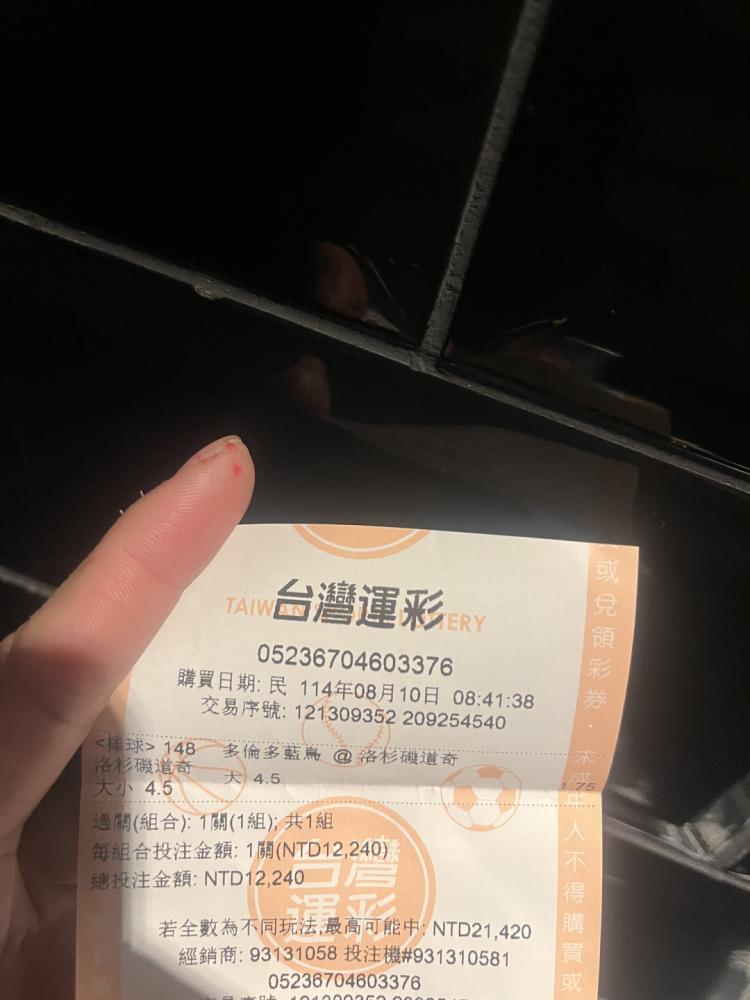 台灣運彩
TAIWAN SPORTS LOTTERY
05236704603376
購買日期: 民 114年08月10日 08:41:38
交易序號: 121309352 209254540
<棒球> 148 多倫多藍鳥 @ 洛杉磯道奇
洛杉磯道奇 大 4.5 1.75
大小 4.5
過關(組合): 1關(1組); 共1組
每組合投注金額: 1關(NTD12,240)
總投注金額: NTD12,240
台灣
運彩
若全數為不同玩法,最高可能中: NTD21,420
經銷商: 93131058 投注機#931310581
05236704603376
或兌領彩券．未成年人不得購買或